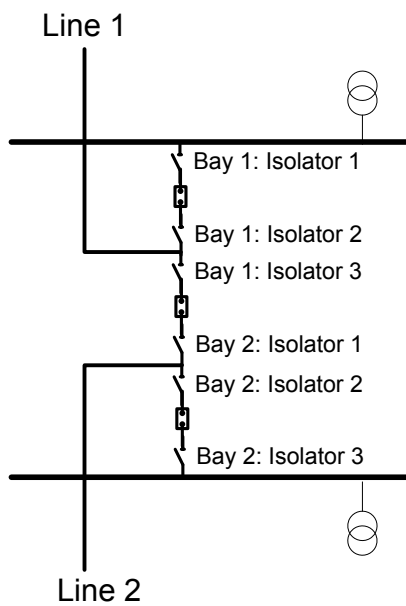 Line 1
Bay 1: Isolator 1
Bay 1: Isolator 2
Bay 1: Isolator 3
Bay 2: Isolator 1
Bay 2: Isolator 2
Bay 2: Isolator 3
Line 2